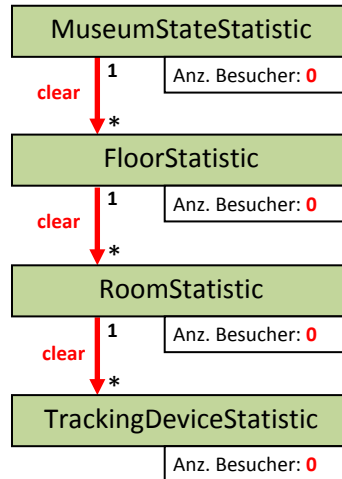 MuseumStateStatistic
1
Anz. Besucher: 0
clear
*
FloorStatistic
1
Anz. Besucher: 0
clear
*
RoomStatistic
1
Anz. Besucher: 0
clear
*
TrackingDeviceStatistic
Anz. Besucher: 0